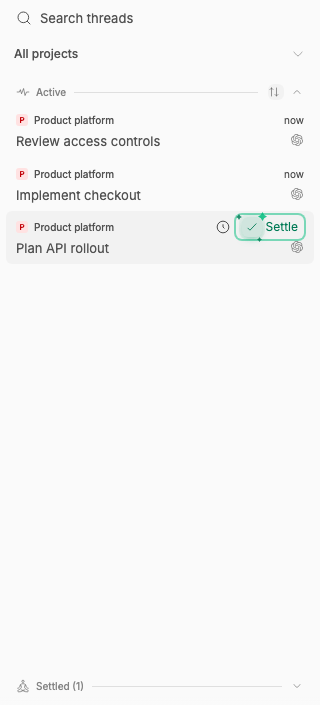 Search threads
All projects
Active
P Product platform now
Review access controls
P Product platform now
Implement checkout
P Product platform Settle
Plan API rollout
Settled (1)